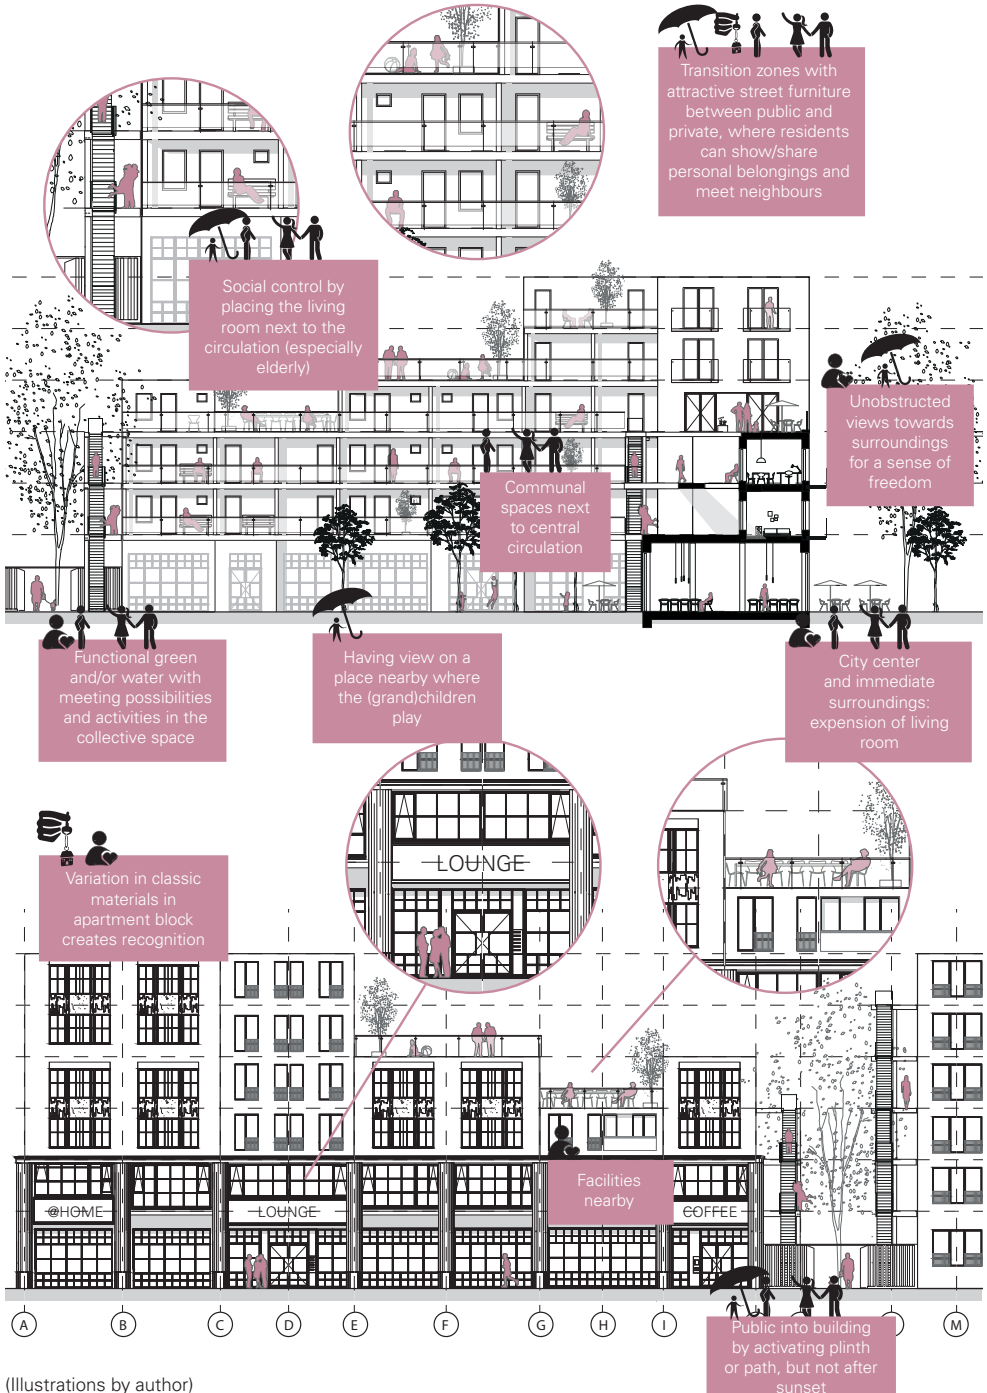 Transition zones with
attractive street furniture
between public and
private, where residents
can show/share
personal belongings and
meet neighbours
Social control by
placing the living
room next to the
circulation (especially
elderly)
Unobstructed
views towards
surroundings
for a sense of
freedom
Communal
spaces next
to central
circulation
Functional green
and/or water with
meeting possibilities
and activities in the
collective space
Having view on a
place nearby where
the (grand)children
play
City center
and immediate
surroundings:
expension of living
room
LOUNGE
Variation in classic
materials in
apartment block
creates recognition
Facilities
nearby
@HOME
LOUNGE
COFFEE
A B C D E F G H I M
Public into building
by activating plinth
or path, but not after
sunset
(Illustrations by author)